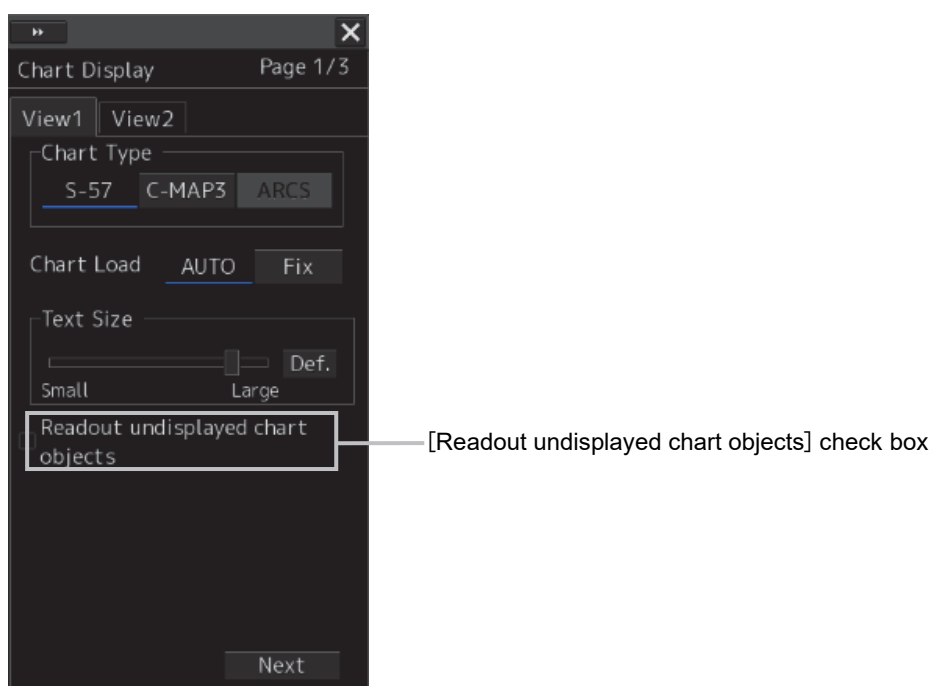 Chart Display Page 1/3
View1 View2
Chart Type
S-57 C-MAP3 ARCS
Chart Load AUTO Fix
Text Size
Def.
Small Large
Readout undisplayed chart
objects
[Readout undisplayed chart objects] check box
Next